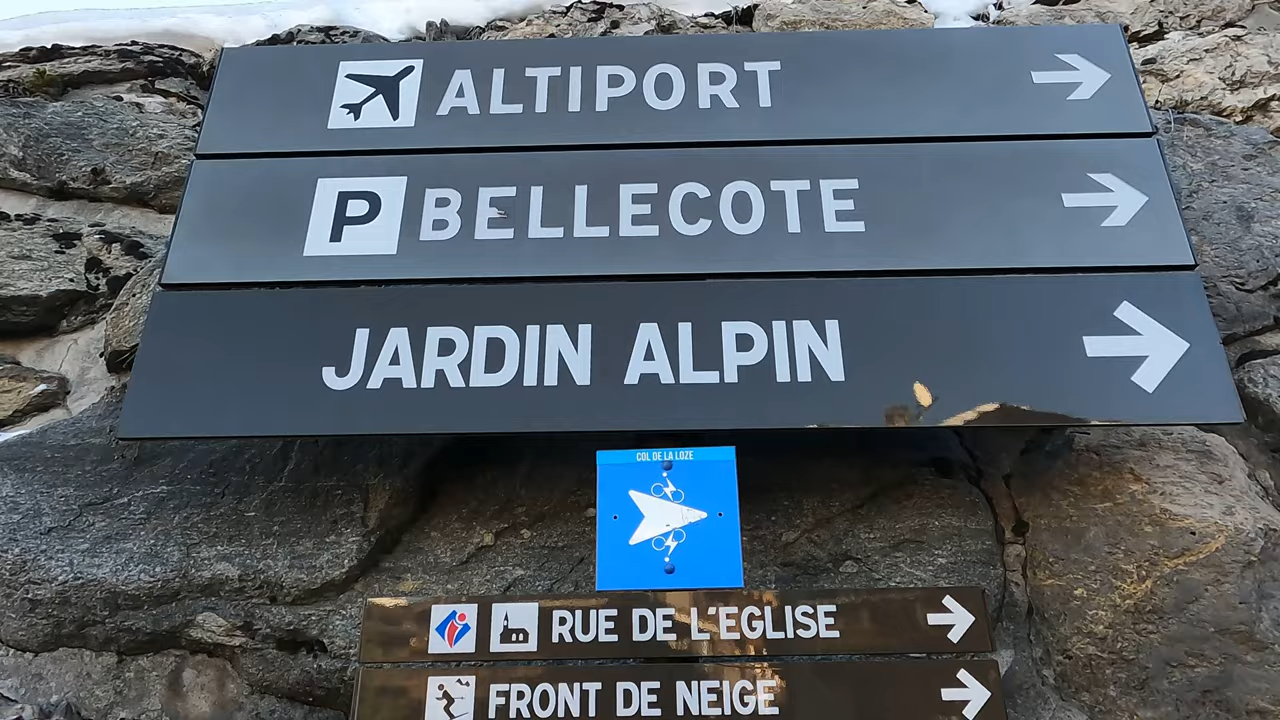 ALTIPORT
P BELLECOTE
JARDIN ALPIN
COL DE LA LOZE
RUE DE L'EGLISE
FRONT DE NEIGE